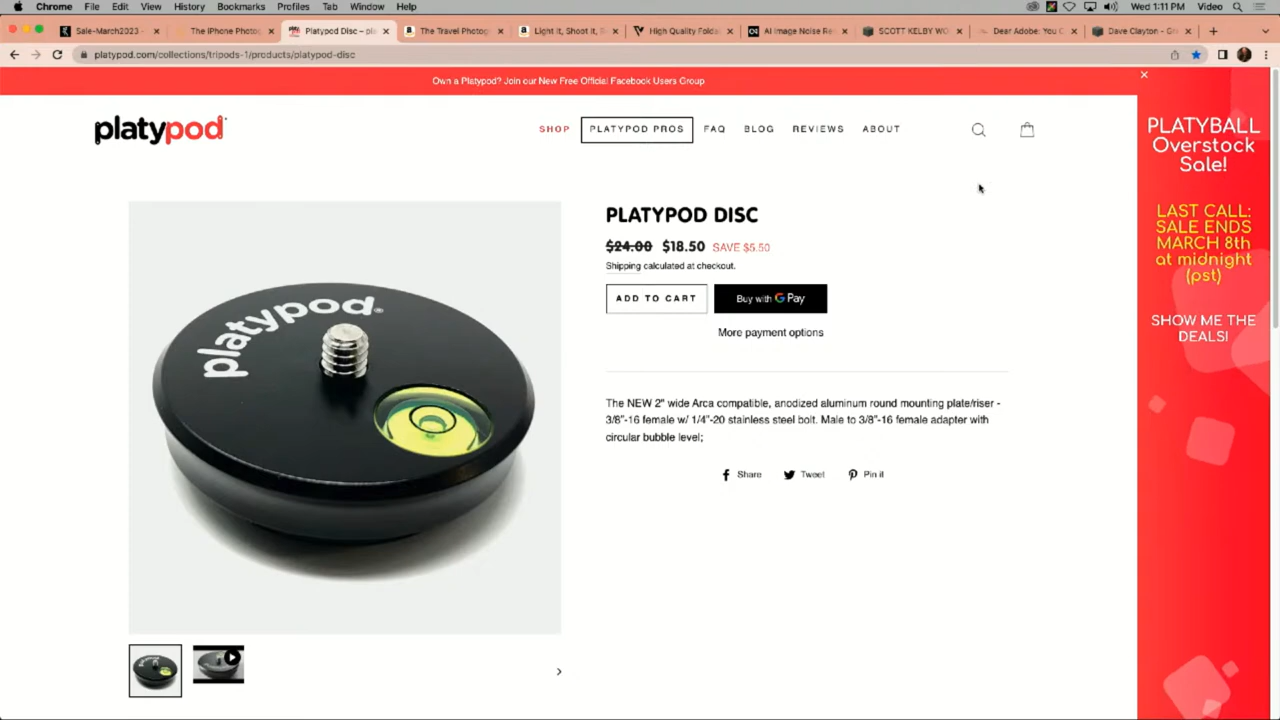 Chrome File Edit View History Bookmarks Profiles Tab Window Help Wed 1:11 PM Video
Sale-March2023 - The iPhone Photog Platypod Disc – pla The Travel Photog Light It, Shoot It, R High Quality Folda AI Image Noise Re SCOTT KELBY WO Dear Adobe: You C Dave Clayton - Gr
platypod.com/collections/tripods-1/products/platypod-disc
Own a Platypod? Join our New Free Official Facebook Users Group
platypod
SHOP PLATYPOD PROS FAQ BLOG REVIEWS ABOUT
PLATYBALL
Overstock
Sale!
LAST CALL:
SALE ENDS
MARCH 8th
at midnight
(pst)
SHOW ME THE
DEALS!
platypod
PLATYPOD DISC
$24.00 $18.50 SAVE $5.50
Shipping calculated at checkout.
ADD TO CART Buy with G Pay
More payment options
The NEW 2" wide Arca compatible, anodized aluminum round mounting plate/riser -
3/8"-16 female w/ 1/4"-20 stainless steel bolt. Male to 3/8"-16 female adapter with
circular bubble level;
Share Tweet Pin it